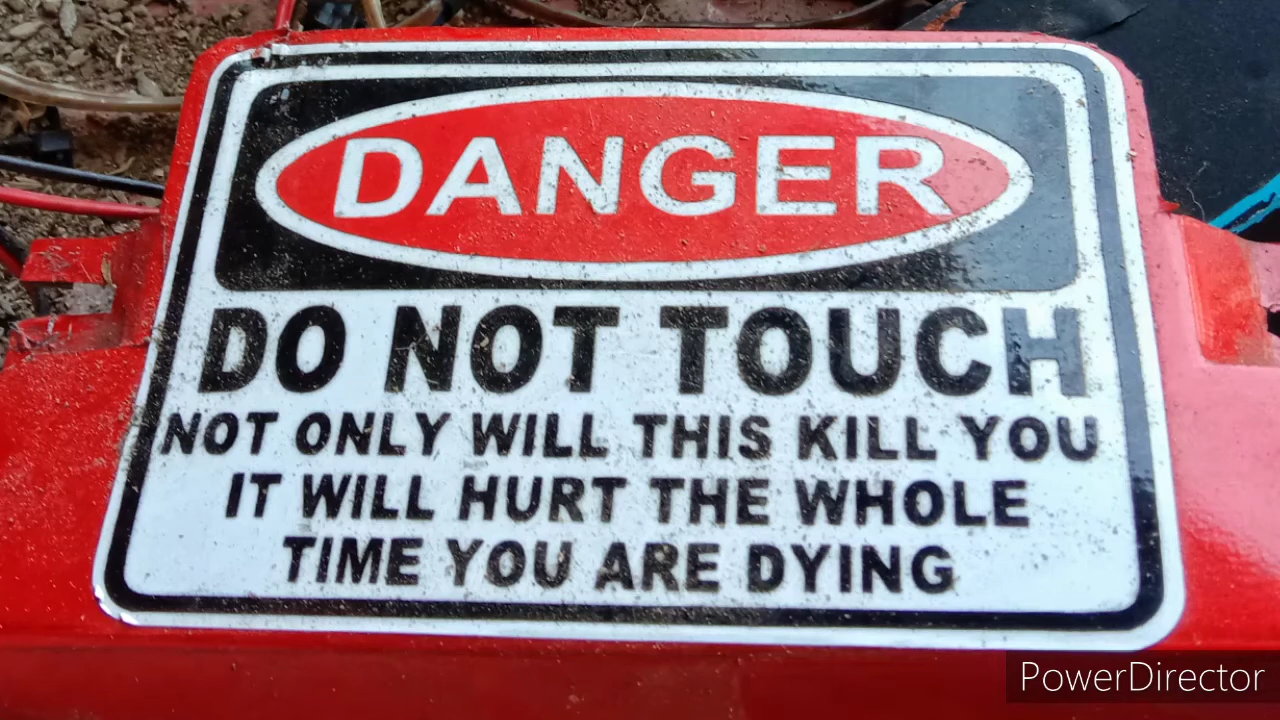 DANGER
DO NOT TOUCH
NOT ONLY WILL THIS KILL YOU
IT WILL HURT THE WHOLE
TIME YOU ARE DYING
PowerDirector